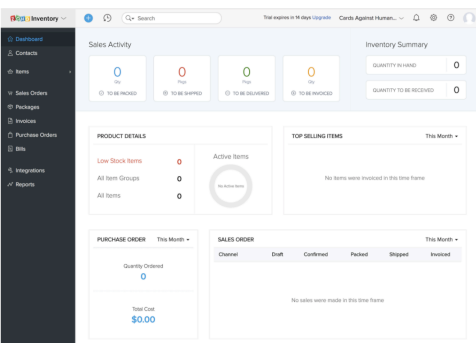 ZOHO Inventory
Search
Trial expires in 14 days Upgrade
Cards Against Human...
Dashboard
Contacts
Items
Sales Orders
Packages
Invoices
Purchase Orders
Bills
Integrations
Reports
Sales Activity
0
Qty
TO BE PACKED
0
Pkgs
TO BE SHIPPED
0
Pkgs
TO BE DELIVERED
0
Qty
TO BE INVOICED
Inventory Summary
QUANTITY IN HAND 0
QUANTITY TO BE RECEIVED 0
PRODUCT DETAILS
Low Stock Items 0
All Item Groups 0
All Items 0
Active Items
No Active Items
TOP SELLING ITEMS This Month
No items were invoiced in this time frame
PURCHASE ORDER This Month
Quantity Ordered
0
Total Cost
$0.00
SALES ORDER This Month
Channel Draft Confirmed Packed Shipped Invoiced
No sales were made in this time frame